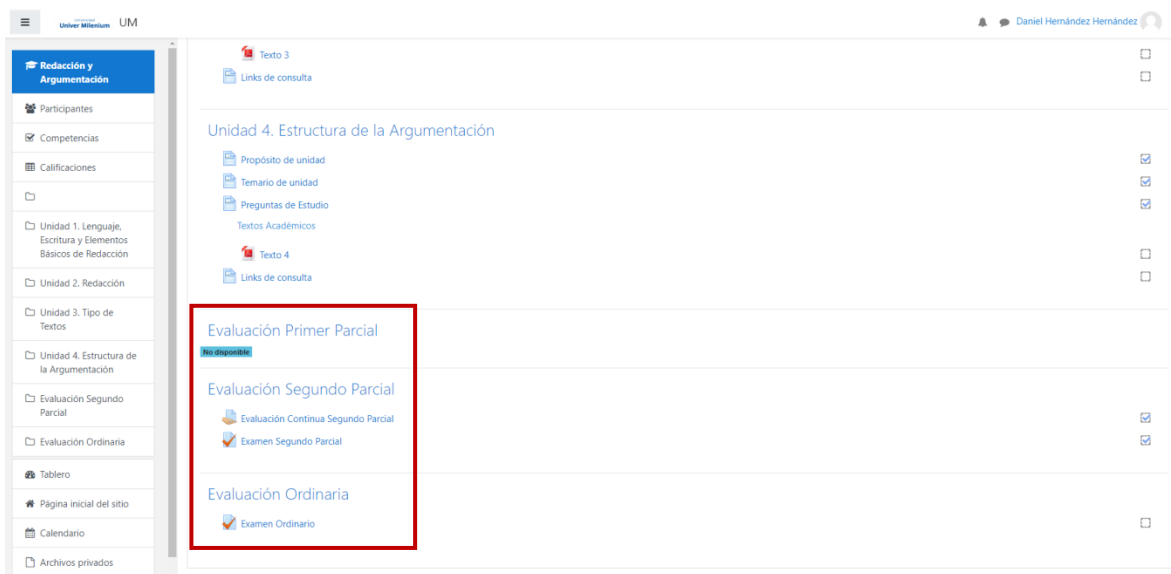 Universidad
Univer Milenium
UM
Daniel Hernández Hernández
Redacción y
Argumentación
Participantes
Competencias
Calificaciones
Unidad 1. Lenguaje,
Escritura y Elementos
Básicos de Redacción
Unidad 2. Redacción
Unidad 3. Tipo de
Textos
Unidad 4. Estructura de
la Argumentación
Evaluación Segundo
Parcial
Evaluación Ordinaria
Tablero
Página inicial del sitio
Calendario
Archivos privados
Texto 3
Links de consulta
Unidad 4. Estructura de la Argumentación
Propósito de unidad
Temario de unidad
Preguntas de Estudio
Textos Académicos
Texto 4
Links de consulta
Evaluación Primer Parcial
No disponible
Evaluación Segundo Parcial
Evaluación Continua Segundo Parcial
Examen Segundo Parcial
Evaluación Ordinaria
Examen Ordinario